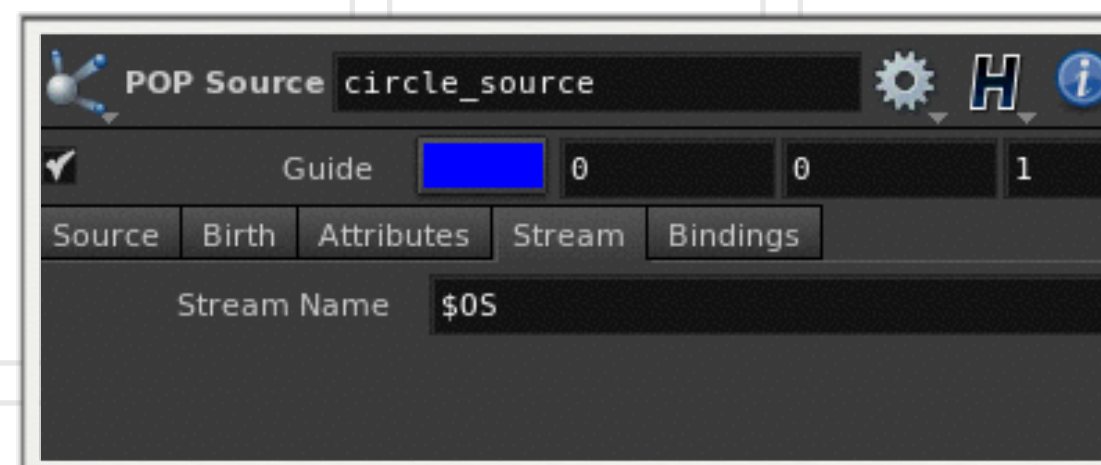 POP Source circle_source H i
Guide 0 0 1
Source Birth Attributes Stream Bindings
Stream Name $OS